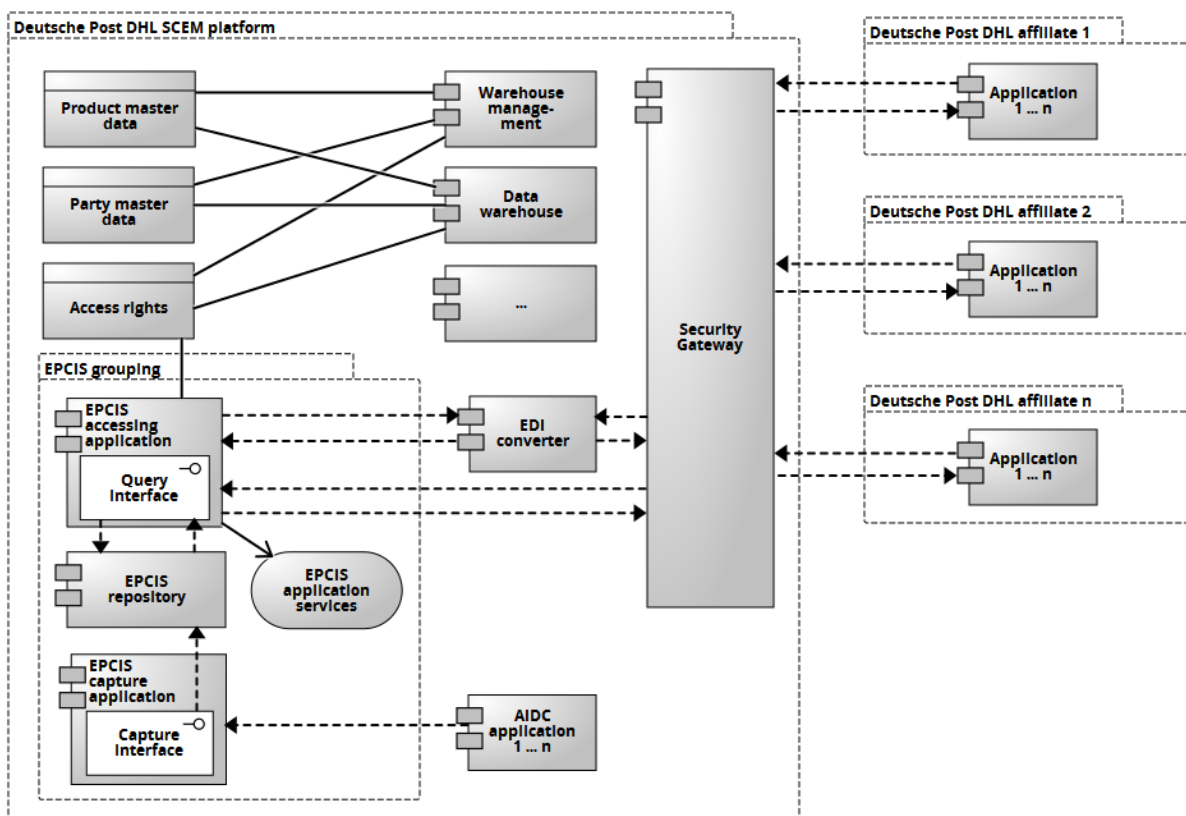 Deutsche Post DHL SCEM platform
Product master
data
Warehouse
manage-
ment
Party master
data
Data
warehouse
Access rights
...
Security
Gateway
EPCIS grouping
EPCIS
accessing
application
Query
Interface
EDI
converter
EPCIS
repository
EPCIS
application
services
EPCIS
capture
application
Capture
Interface
AIDC
application
1 ... n
Deutsche Post DHL affiliate 1
Application
1 ... n
Deutsche Post DHL affiliate 2
Application
1 ... n
Deutsche Post DHL affiliate n
Application
1 ... n